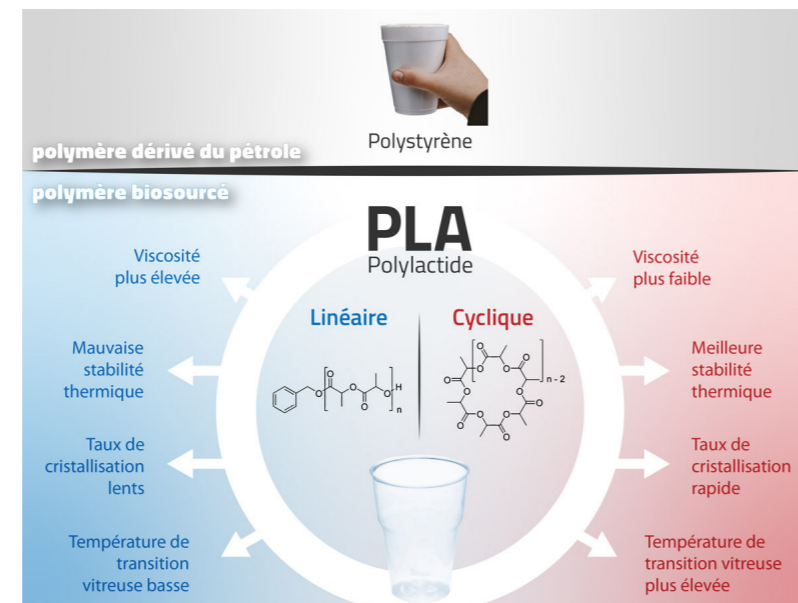 Polystyrène
polymère dérivé du pétrole
polymère biosourcé
PLA
Polylactide
Linéaire
Cyclique
Viscosité
plus élevée
Mauvaise
stabilité
thermique
Taux de
cristallisation
lents
Température de
transition
vitreuse basse
O
O
O
O
O
H
n
O
O
O
O
O
O
O
O
O
O
O
O
n - 2
Viscosité
plus faible
Meilleure
stabilité
thermique
Taux de
cristallisation
rapide
Température de
transition vitreuse
plus élevée